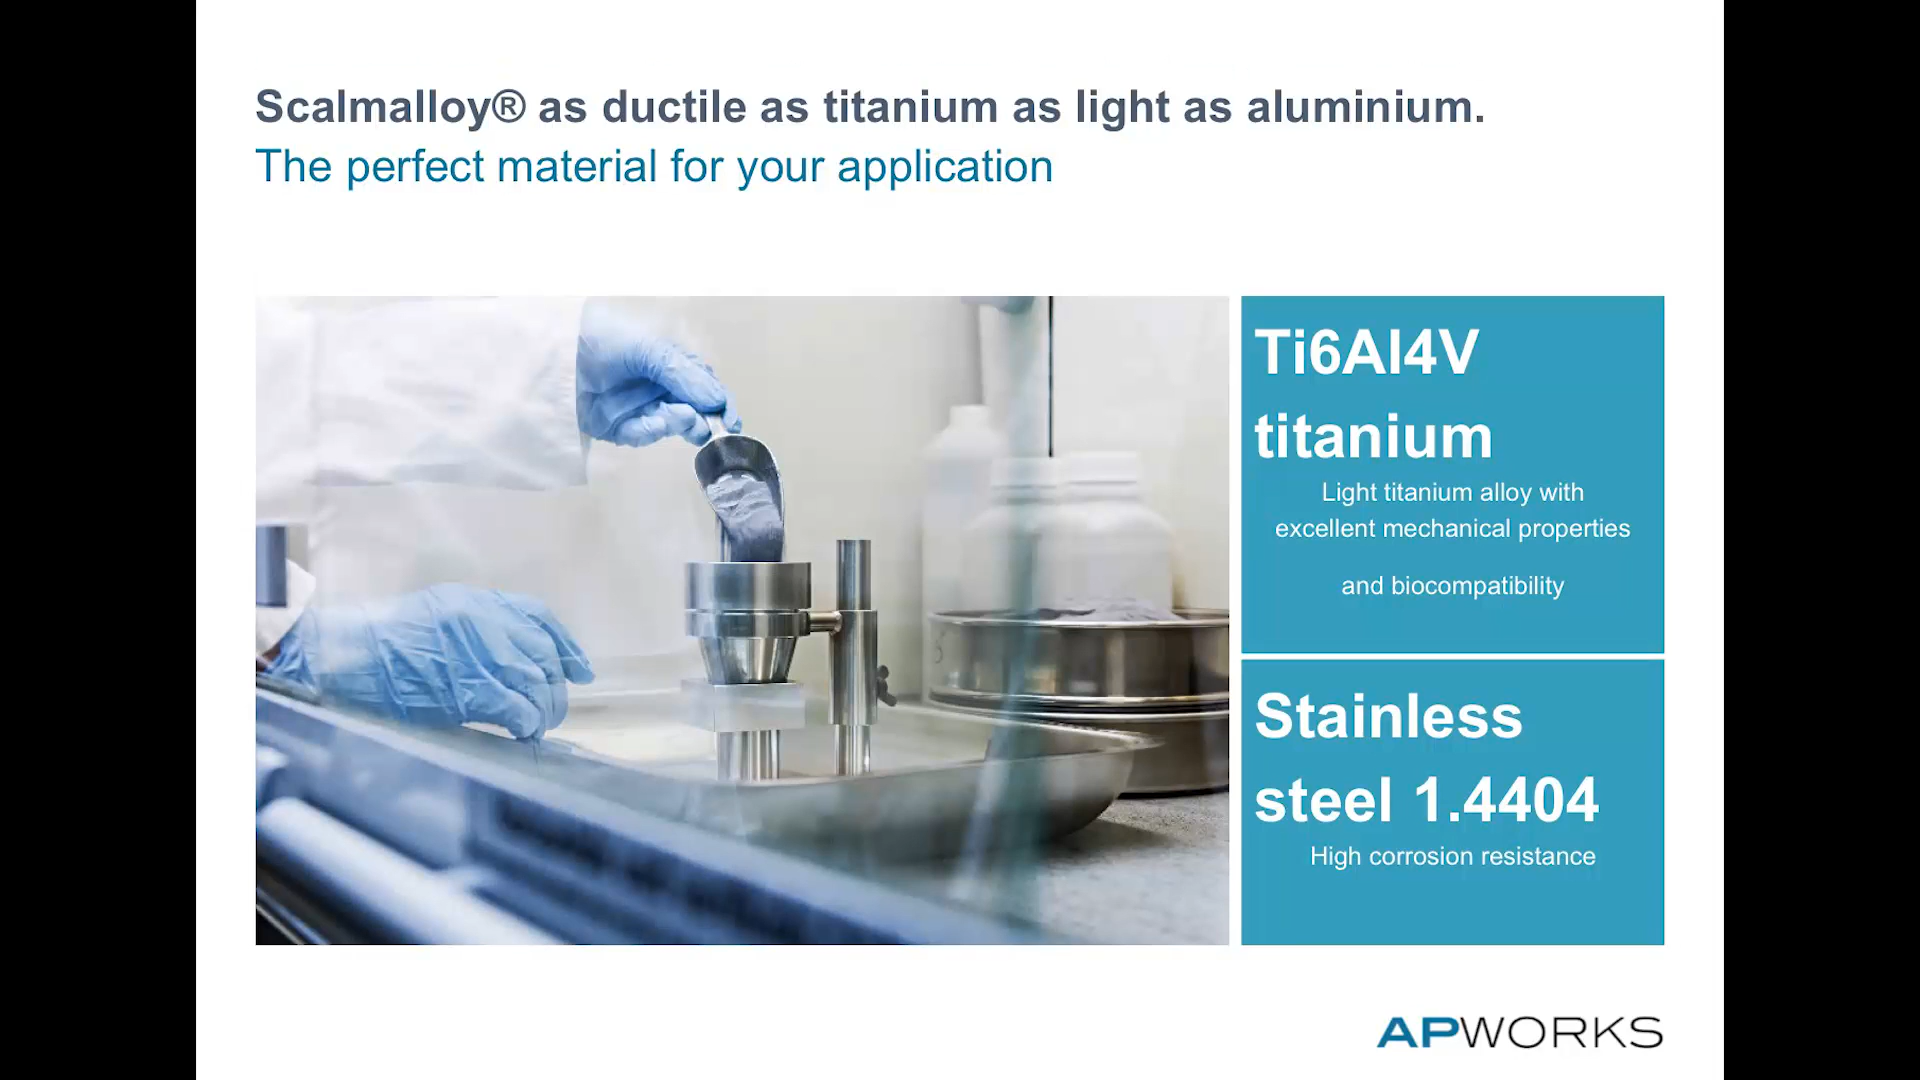 Scalmalloy® as ductile as titanium as light as aluminium.
The perfect material for your application
Ti6Al4V
titanium
Light titanium alloy with
excellent mechanical properties
and biocompatibility
Stainless
steel 1.4404
High corrosion resistance
APWORKS